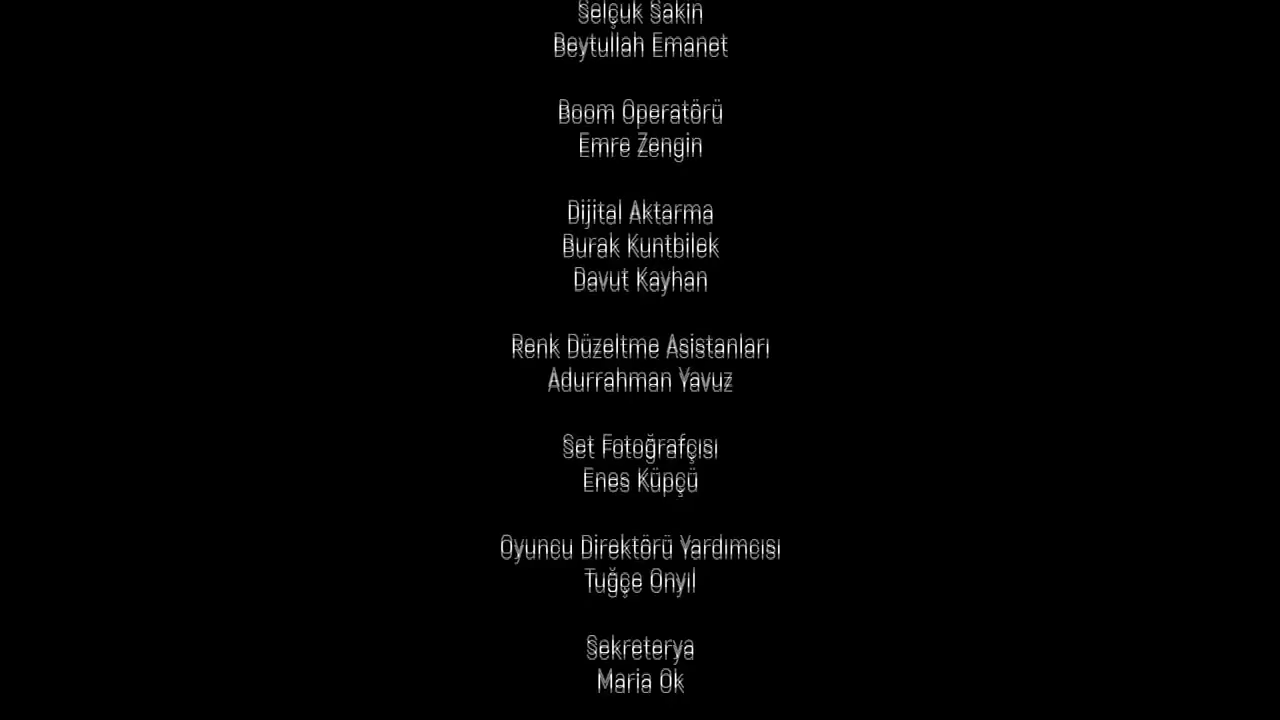 Selçuk Sakin
Beytullah Emanet
Boom Operatörü
Emre Zengin
Dijital Aktarma
Burak Kuntbilek
Davut Kayhan
Renk Düzeltme Asistanları
Adurrahman Yavuz
Set Fotoğrafçısı
Enes Küpçü
Oyuncu Direktörü Yardımcısı
Tuğçe Onyıl
Sekreterya
Maria Ok